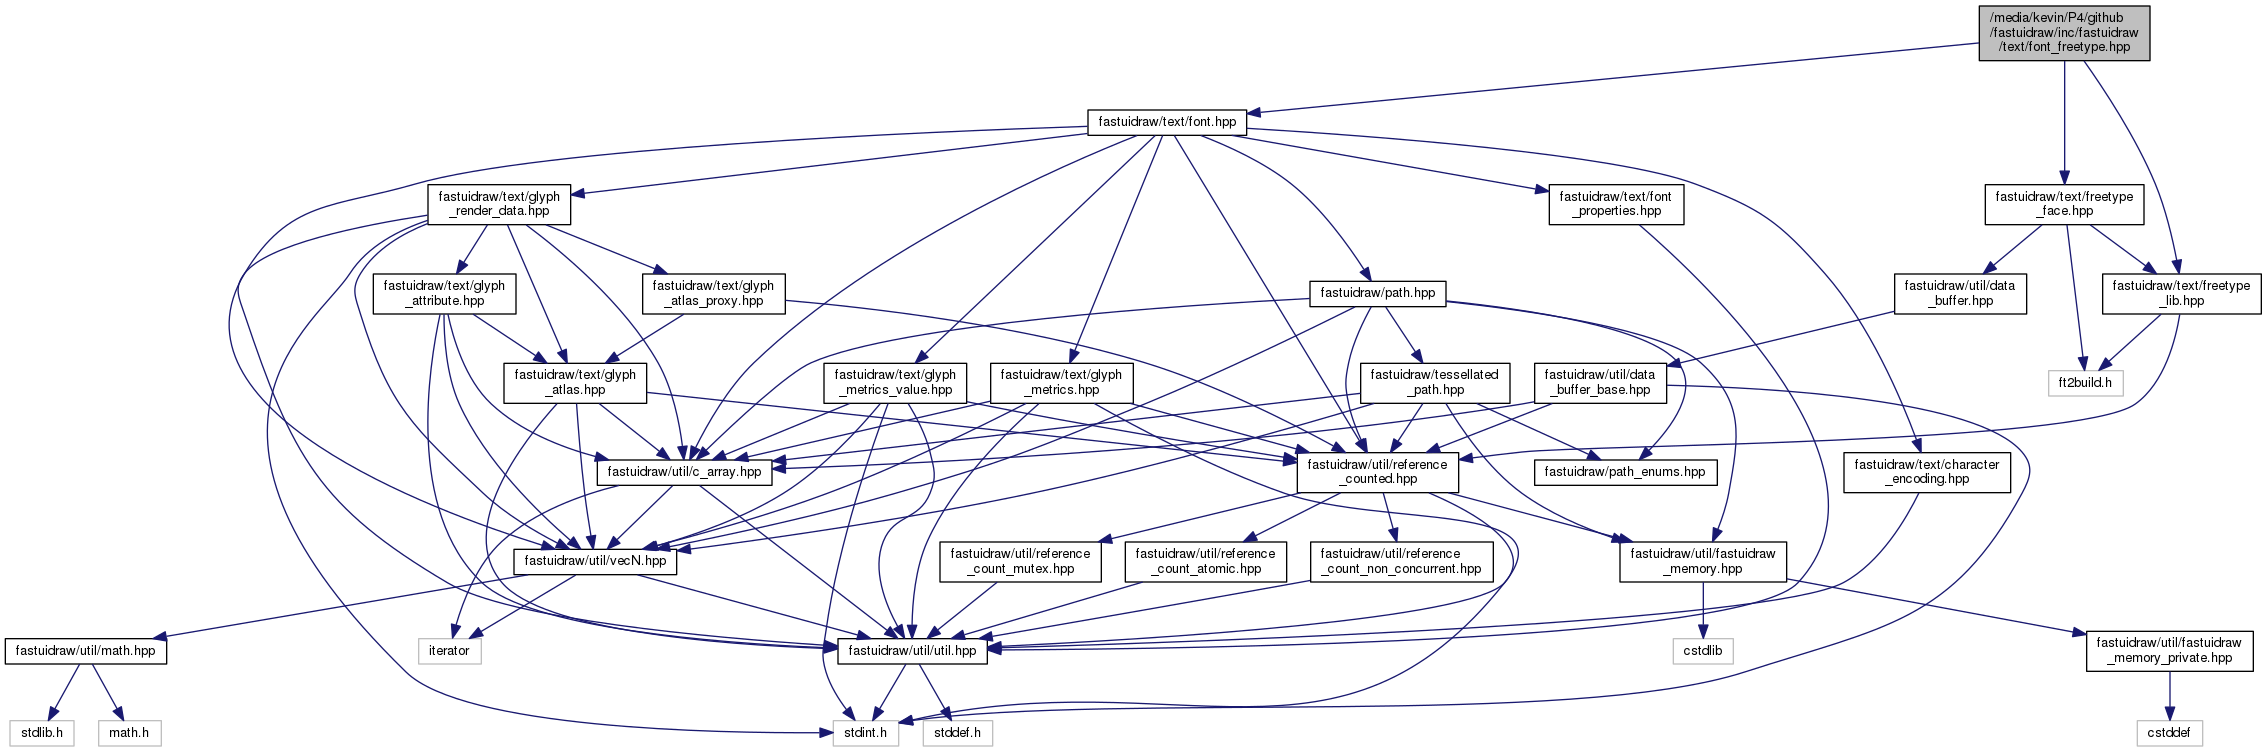 /media/kevin/P4/github
/fastuidraw/inc/fastuidraw
/text/font_freetype.hpp
fastuidraw/text/font.hpp
fastuidraw/text/glyph
_render_data.hpp
fastuidraw/text/font
_properties.hpp
fastuidraw/text/freetype
_face.hpp
fastuidraw/text/glyph
_attribute.hpp
fastuidraw/text/glyph
_atlas_proxy.hpp
fastuidraw/path.hpp
fastuidraw/util/data
_buffer.hpp
fastuidraw/text/freetype
_lib.hpp
fastuidraw/text/glyph
_atlas.hpp
fastuidraw/text/glyph
_metrics_value.hpp
fastuidraw/text/glyph
_metrics.hpp
fastuidraw/tessellated
_path.hpp
fastuidraw/util/data
_buffer_base.hpp
ft2build.h
fastuidraw/util/c_array.hpp
fastuidraw/util/reference
_counted.hpp
fastuidraw/path_enums.hpp
fastuidraw/text/character
_encoding.hpp
fastuidraw/util/vecN.hpp
fastuidraw/util/reference
_count_mutex.hpp
fastuidraw/util/reference
_count_atomic.hpp
fastuidraw/util/reference
_count_non_concurrent.hpp
fastuidraw/util/fastuidraw
_memory.hpp
fastuidraw/util/math.hpp
iterator
fastuidraw/util/util.hpp
cstdlib
fastuidraw/util/fastuidraw
_memory_private.hpp
stdlib.h
math.h
stdint.h
stddef.h
cstddef